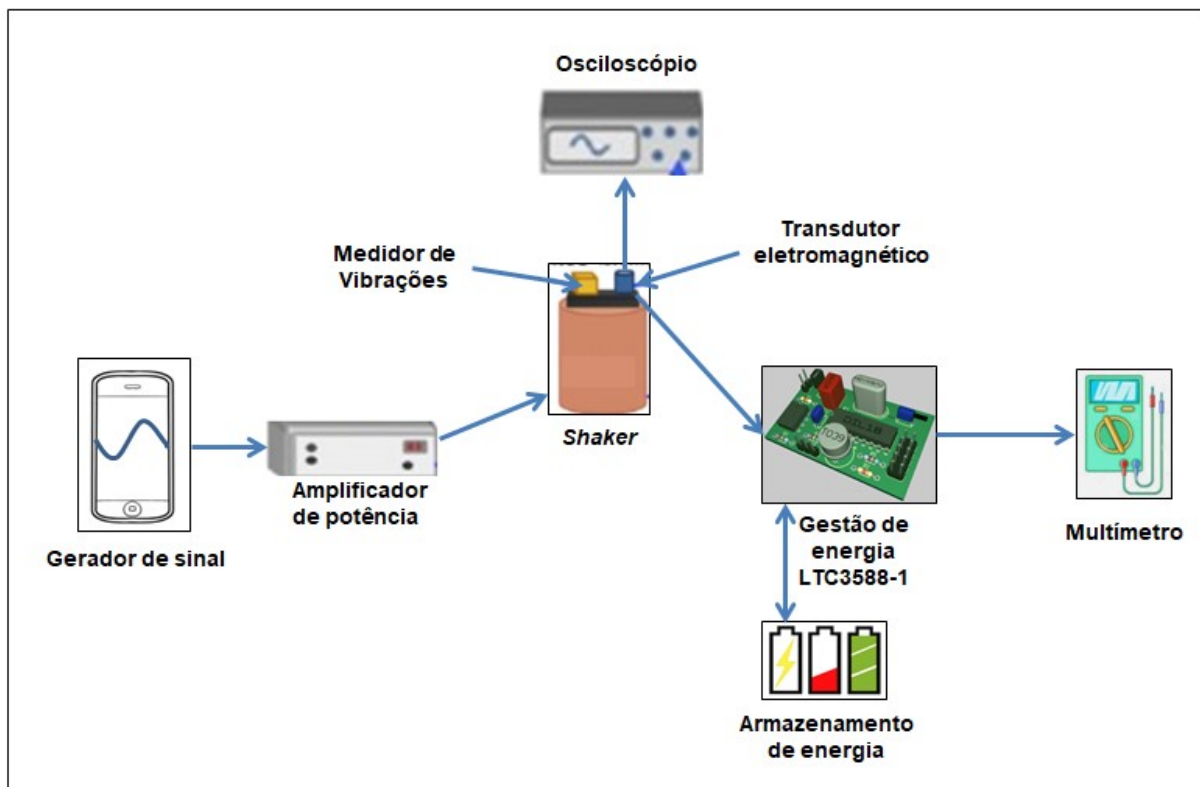 Osciloscópio
Medidor de
Vibrações
Transdutor
eletromagnético
Shaker
Gerador de sinal
Amplificador
de potência
Gestão de
energia
LTC3588-1
Multímetro
Armazenamento
de energia